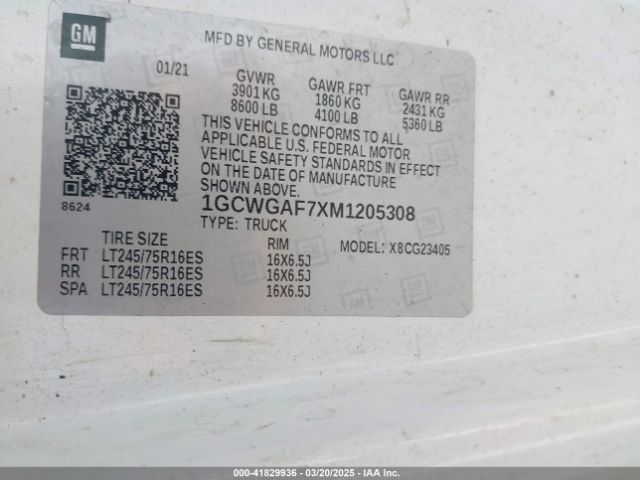 GM
MFD BY GENERAL MOTORS LLC
01/21
GVWR GAWR FRT GAWR RR
3901 KG 1860 KG 2431 KG
8600 LB 4100 LB 5360 LB
THIS VEHICLE CONFORMS TO ALL
APPLICABLE U.S. FEDERAL MOTOR
VEHICLE SAFETY STANDARDS IN EFFECT
ON THE DATE OF MANUFACTURE
SHOWN ABOVE.
8624
1GCWGAF7XM1205308
TYPE: TRUCK
TIRE SIZE RIM MODEL: X8CG23405
FRT LT245/75R16ES 16X6.5J
RR LT245/75R16ES 16X6.5J
SPA LT245/75R16ES 16X6.5J
000-41829936 - 03/20/2025 - IAA Inc.